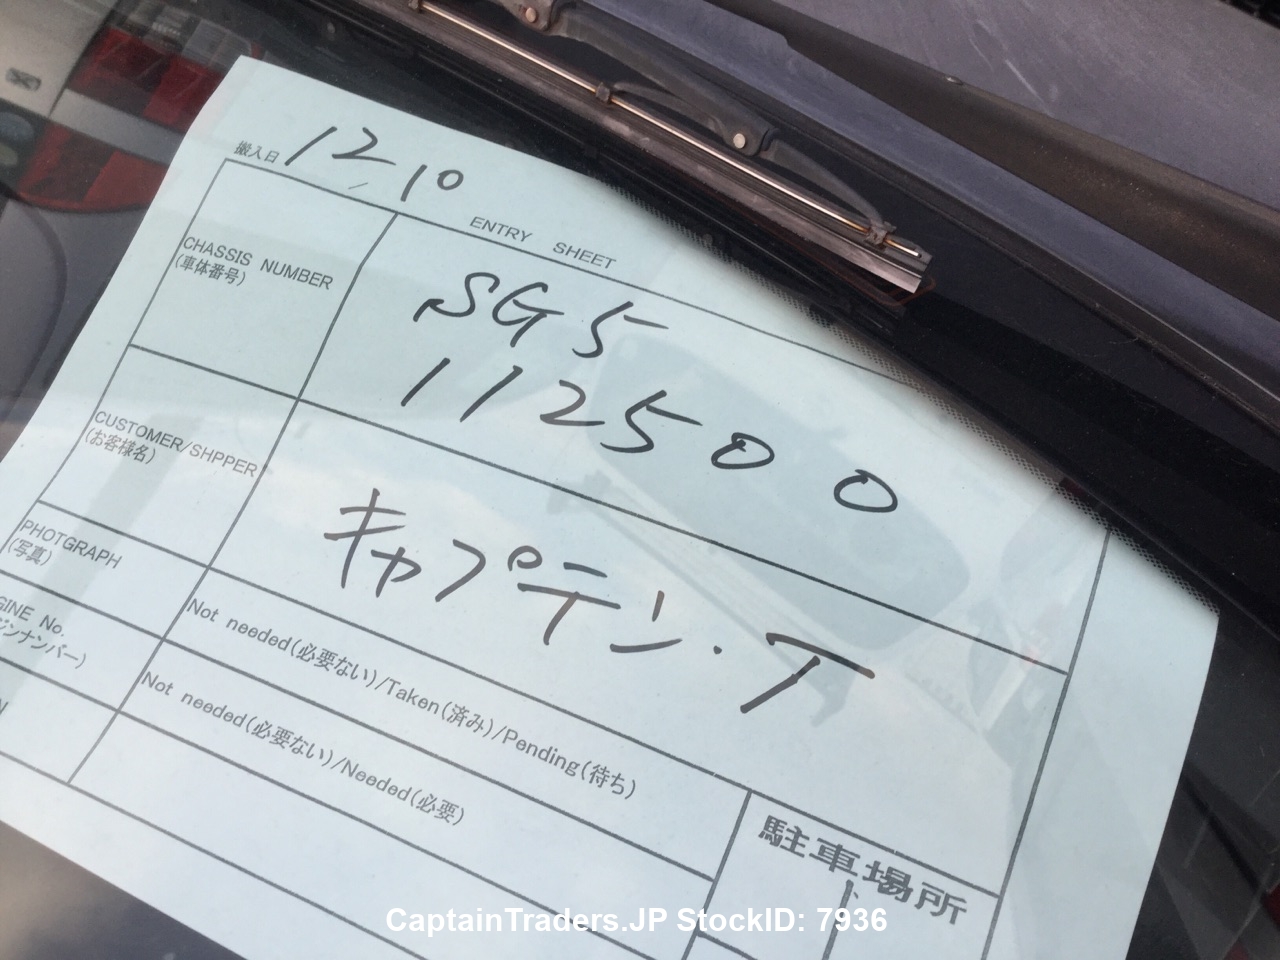 搬入日 12 10
ENTRY SHEET
CHASSIS NUMBER
(車体番号)
SG5
112500
CUSTOMER/SHPPER
(お客様名)
キャプテン・T
PHOTGRAPH
(写真)
Not needed(必要ない)/Taken(済み)/Pending(待ち)
GINE No.
ジンナンバー)
Not needed(必要ない)/Needed(必要)
N
駐車場所
CaptainTraders.JP StockID: 7936